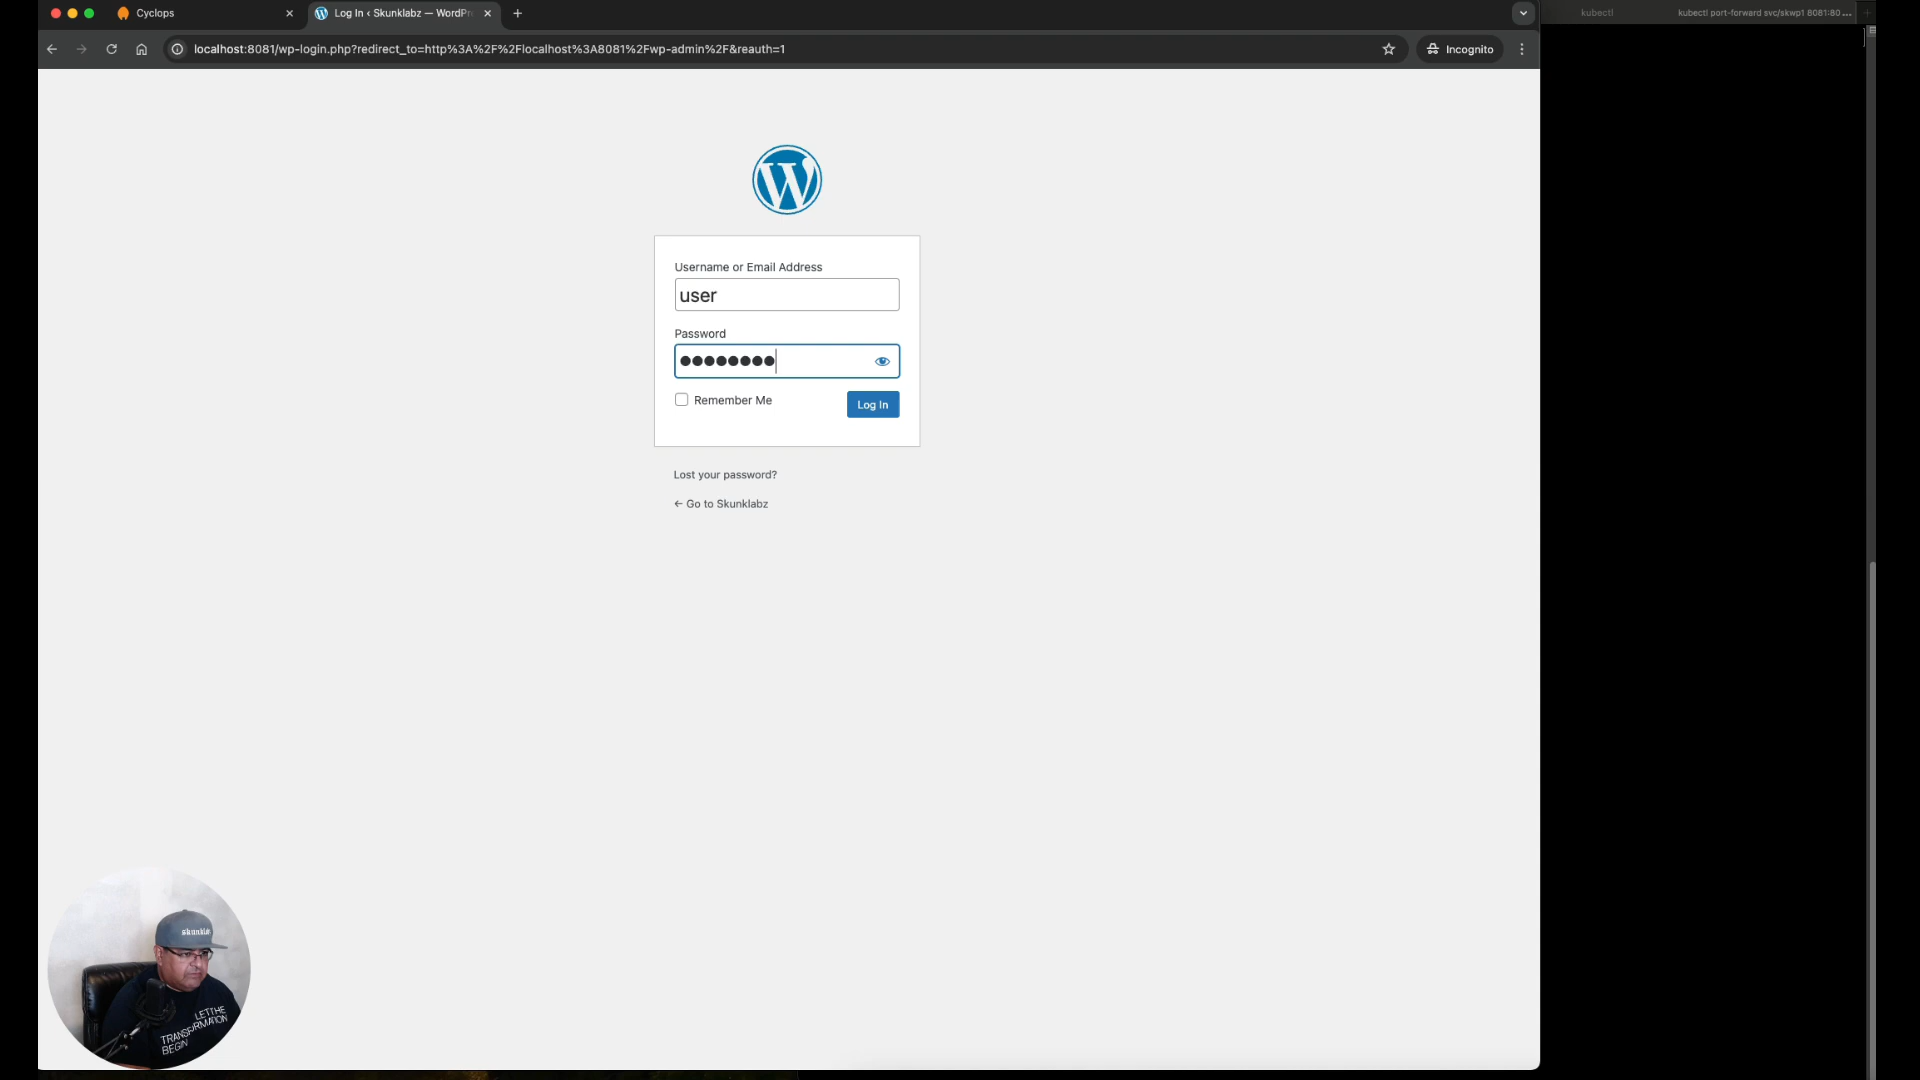 Cyclops
Log In ‹ Skunklabz — WordPr
kubectl
kubectl port-forward svc/skwp1 8081:80 ...
localhost:8081/wp-login.php?redirect_to=http%3A%2F%2Flocalhost%3A8081%2Fwp-admin%2F&reauth=1
Incognito
Username or Email Address
user
Password
●●●●●●●●
Remember Me
Log In
Lost your password?
← Go to Skunklabz
skunkla
LET THE
TRANSFORMATION
BEGIN